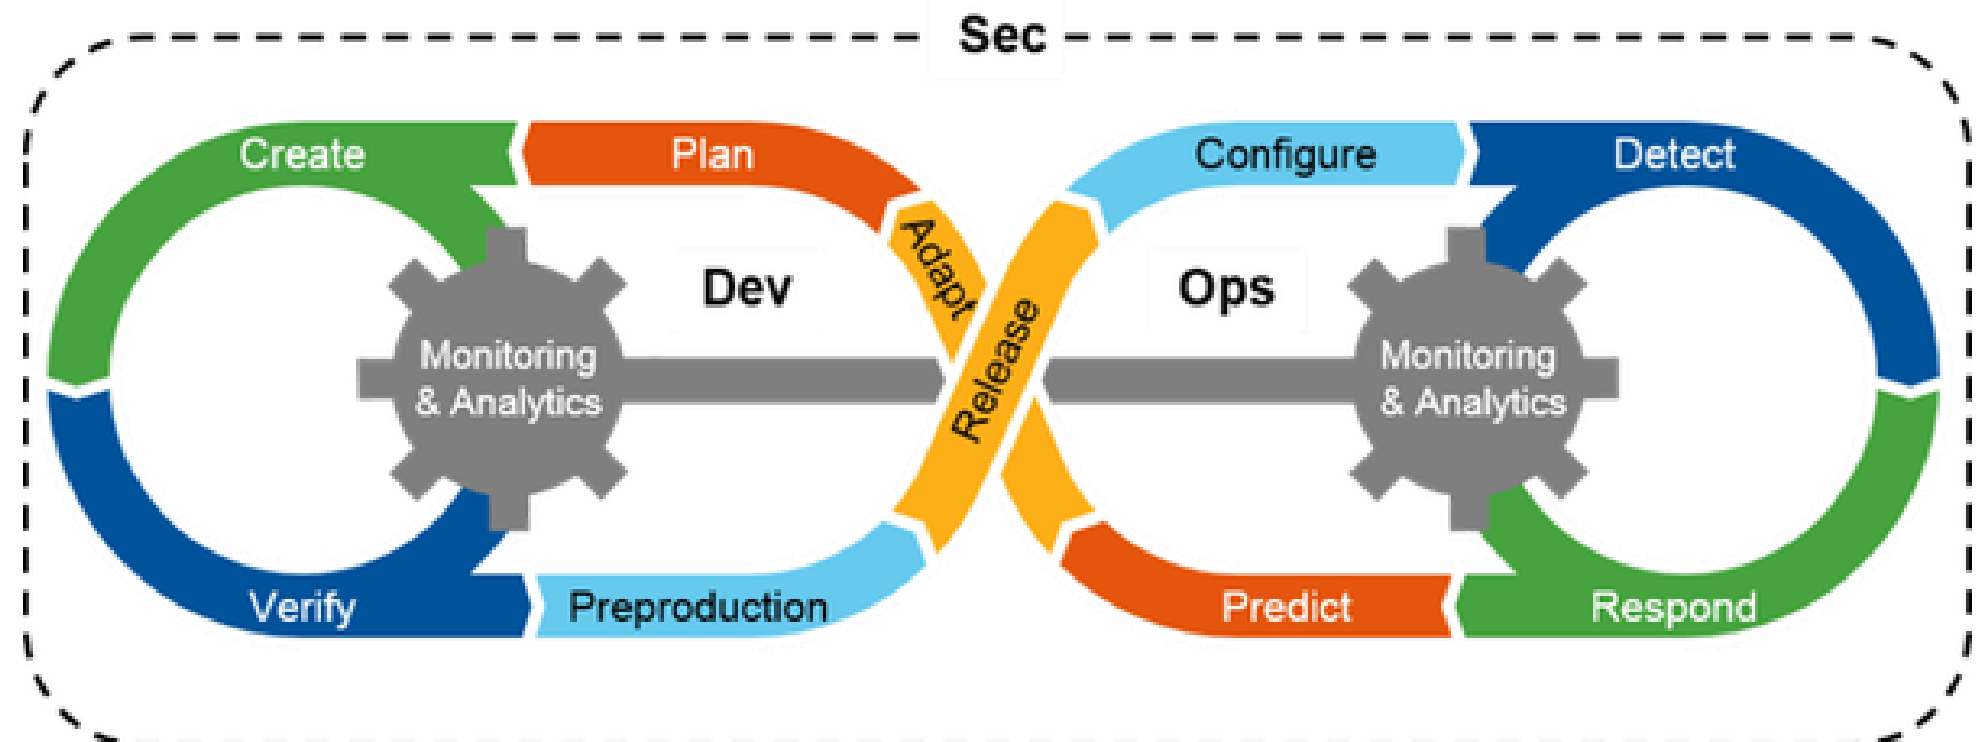 Sec
Create
Plan
Configure
Detect
Adapt
Dev
Ops
Release
Monitoring
& Analytics
Monitoring
& Analytics
Verify
Preproduction
Predict
Respond